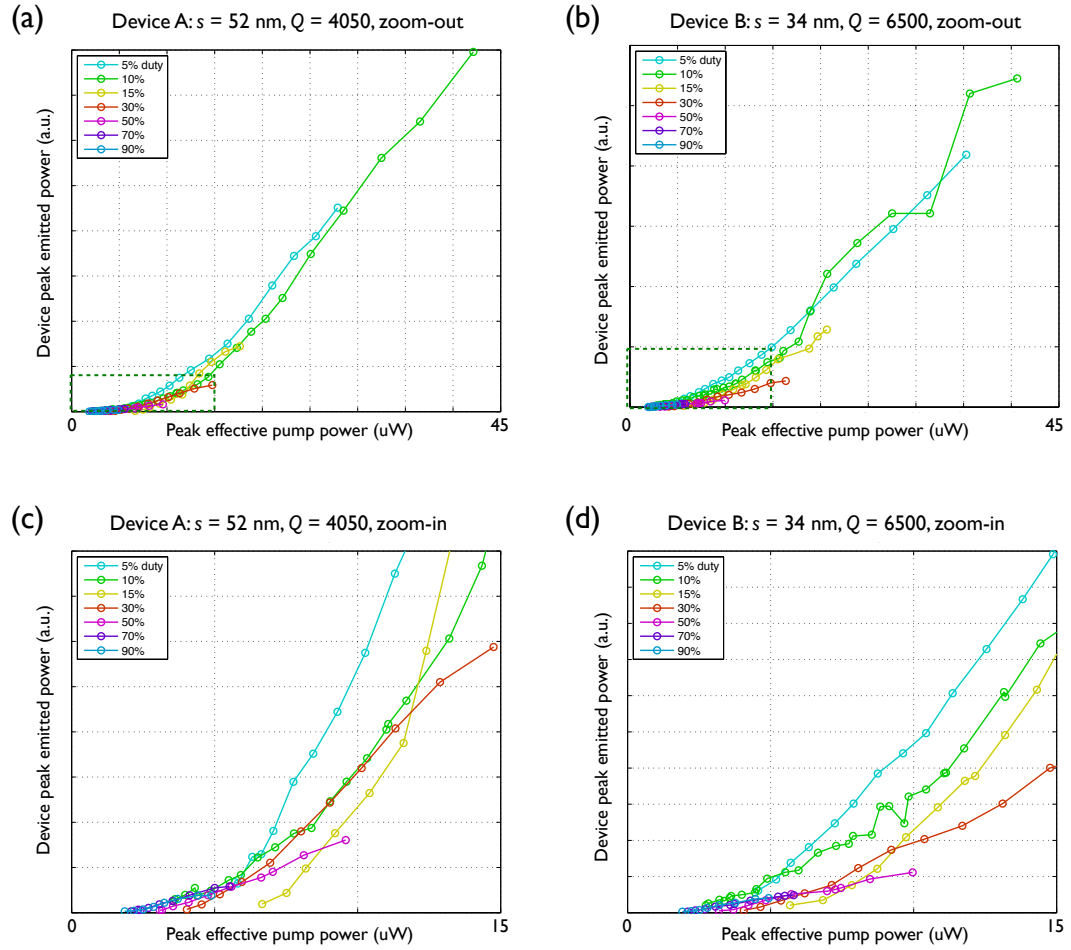 (a)
Device A: s = 52 nm, Q = 4050, zoom-out
5% duty
10%
15%
30%
50%
70%
90%
Device peak emitted power (a.u.)
0
45
Peak effective pump power (uW)
(b)
Device B: s = 34 nm, Q = 6500, zoom-out
5% duty
10%
15%
30%
50%
70%
90%
Device peak emitted power (a.u.)
0
45
Peak effective pump power (uW)
(c)
Device A: s = 52 nm, Q = 4050, zoom-in
5% duty
10%
15%
30%
50%
70%
90%
Device peak emitted power (a.u.)
0
15
Peak effective pump power (uW)
(d)
Device B: s = 34 nm, Q = 6500, zoom-in
5% duty
10%
15%
30%
50%
70%
90%
Device peak emitted power (a.u.)
0
15
Peak effective pump power (uW)